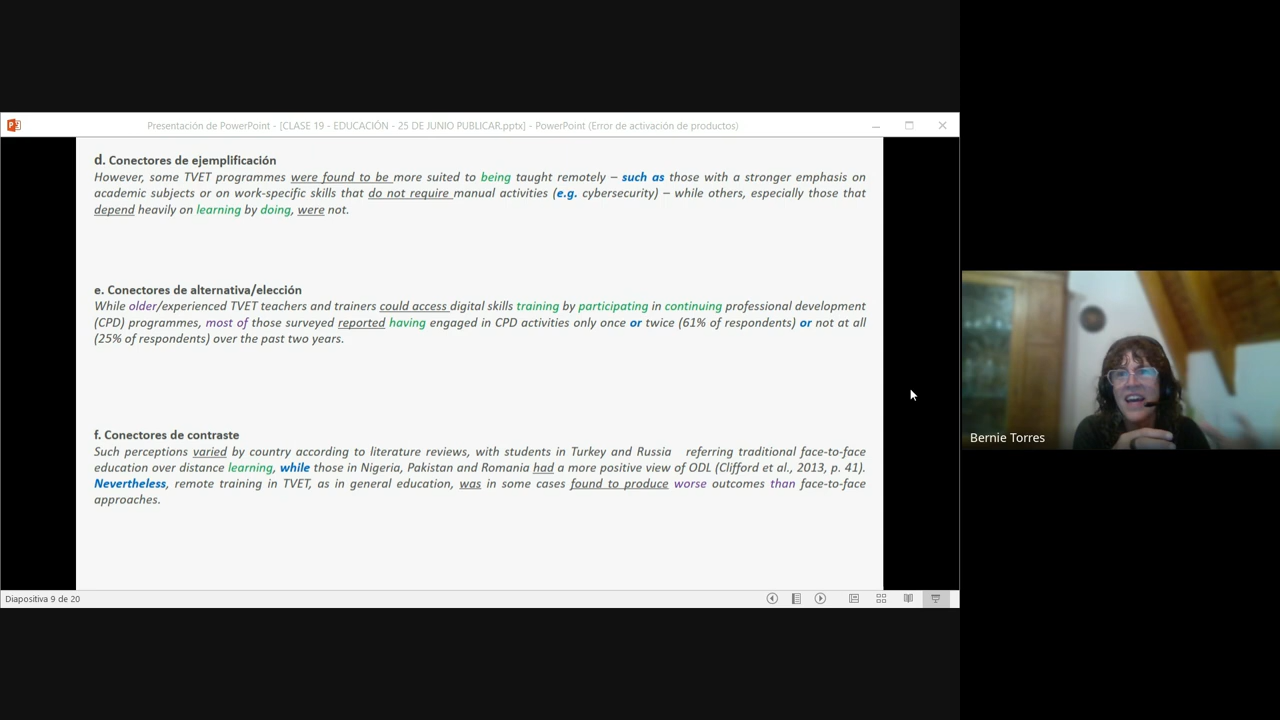 Presentación de PowerPoint - [CLASE 19 - EDUCACIÓN - 25 DE JUNIO PUBLICAR.pptx] - PowerPoint (Error de activación de productos)
d. Conectores de ejemplificación
However, some TVET programmes were found to be more suited to being taught remotely – such as those with a stronger emphasis on
academic subjects or on work-specific skills that do not require manual activities (e.g. cybersecurity) – while others, especially those that
depend heavily on learning by doing, were not.
e. Conectores de alternativa/elección
While older/experienced TVET teachers and trainers could access digital skills training by participating in continuing professional development
(CPD) programmes, most of those surveyed reported having engaged in CPD activities only once or twice (61% of respondents) or not at all
(25% of respondents) over the past two years.
f. Conectores de contraste
Such perceptions varied by country according to literature reviews, with students in Turkey and Russia referring traditional face-to-face
education over distance learning, while those in Nigeria, Pakistan and Romania had a more positive view of ODL (Clifford et al., 2013, p. 41).
Nevertheless, remote training in TVET, as in general education, was in some cases found to produce worse outcomes than face-to-face
approaches.
Bernie Torres
Diapositiva 9 de 20